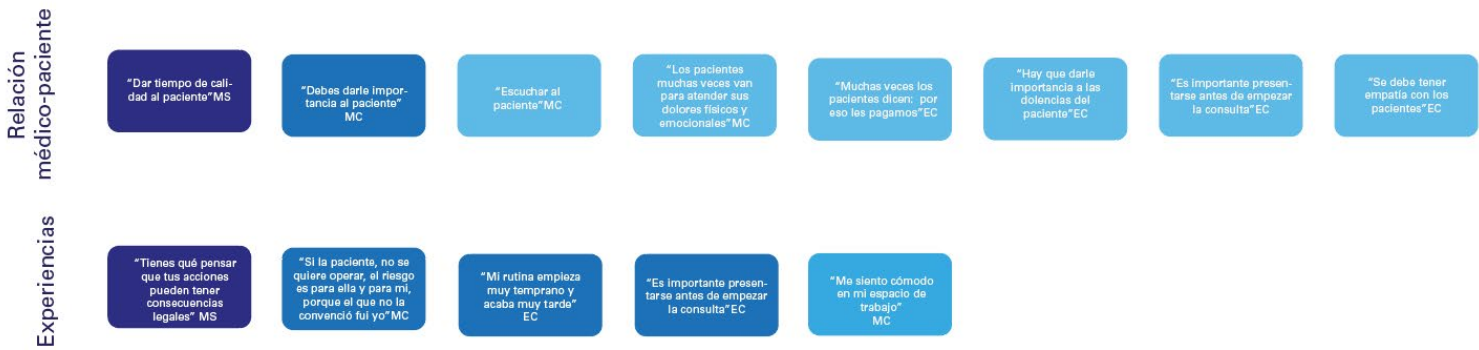 Relación
médico-paciente
“Dar tiempo de cali-
dad al paciente”MS
“Debes darle impor-
tancia al paciente”
MC
“Escuchar al
paciente”MC
“Los pacientes
muchas veces van
para atender sus
dolores físicos y
emocionales”MC
“Muchas veces los
pacientes dicen: por
eso les pagamos”EC
“Hay que darle
importancia a las
dolencias del
paciente”EC
“Es importante presen-
tarse antes de empezar
la consulta”EC
“Se debe tener
empatía con los
pacientes”EC
Experiencias
“Tienes qué pensar
que tus acciones
pueden tener
consecuencias
legales” MS
“Si la paciente, no se
quiere operar, el riesgo
es para ella y para mi,
porque el que no la
convenció fui yo”MC
“Mi rutina empieza
muy temprano y
acaba muy tarde”
EC
“Es importante presen-
tarse antes de empezar
la consulta”EC
“Me siento cómodo
en mi espacio de
trabajo”
MC